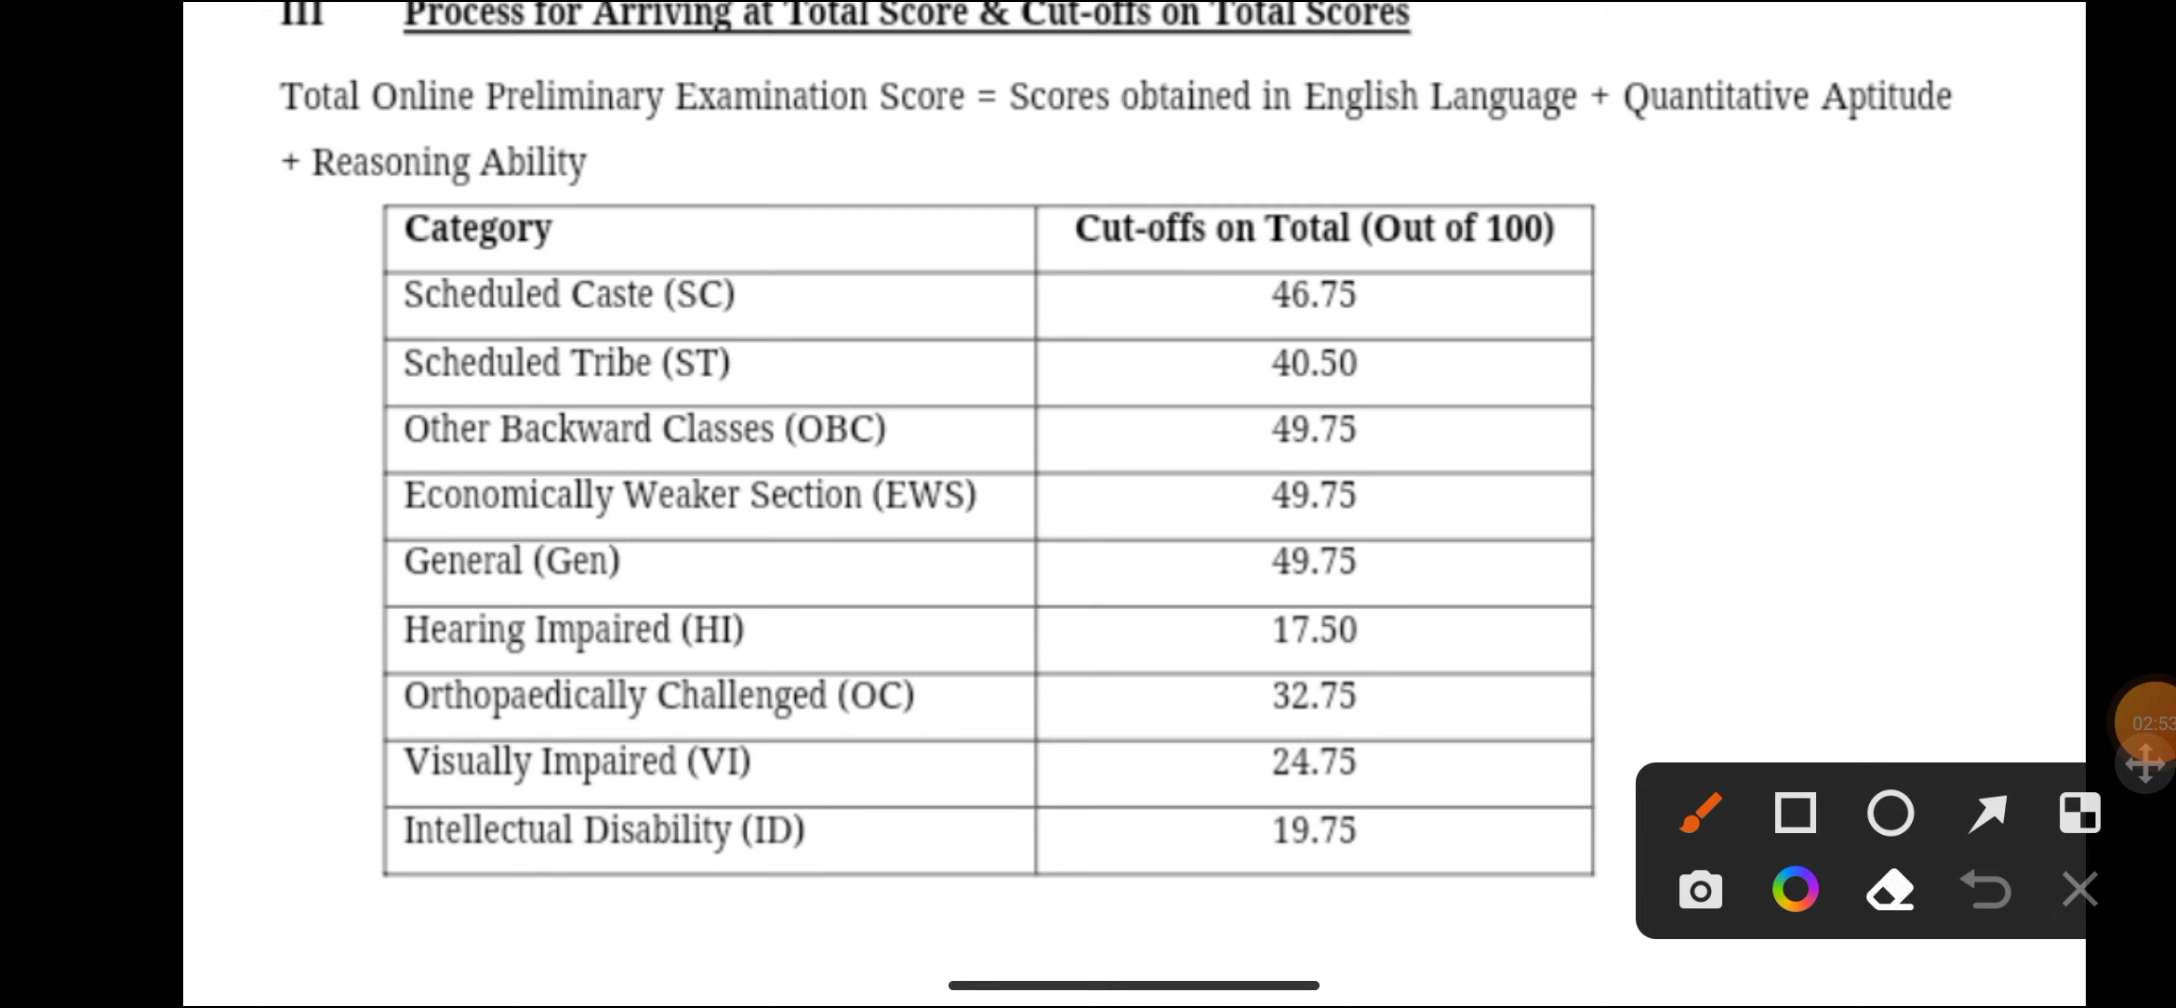 III Process for Arriving at Total Score & Cut-offs on Total Scores
Total Online Preliminary Examination Score = Scores obtained in English Language + Quantitative Aptitude
+ Reasoning Ability
Category Cut-offs on Total (Out of 100)
Scheduled Caste (SC) 46.75
Scheduled Tribe (ST) 40.50
Other Backward Classes (OBC) 49.75
Economically Weaker Section (EWS) 49.75
General (Gen) 49.75
Hearing Impaired (HI) 17.50
Orthopaedically Challenged (OC) 32.75
Visually Impaired (VI) 24.75
Intellectual Disability (ID) 19.75
02:53